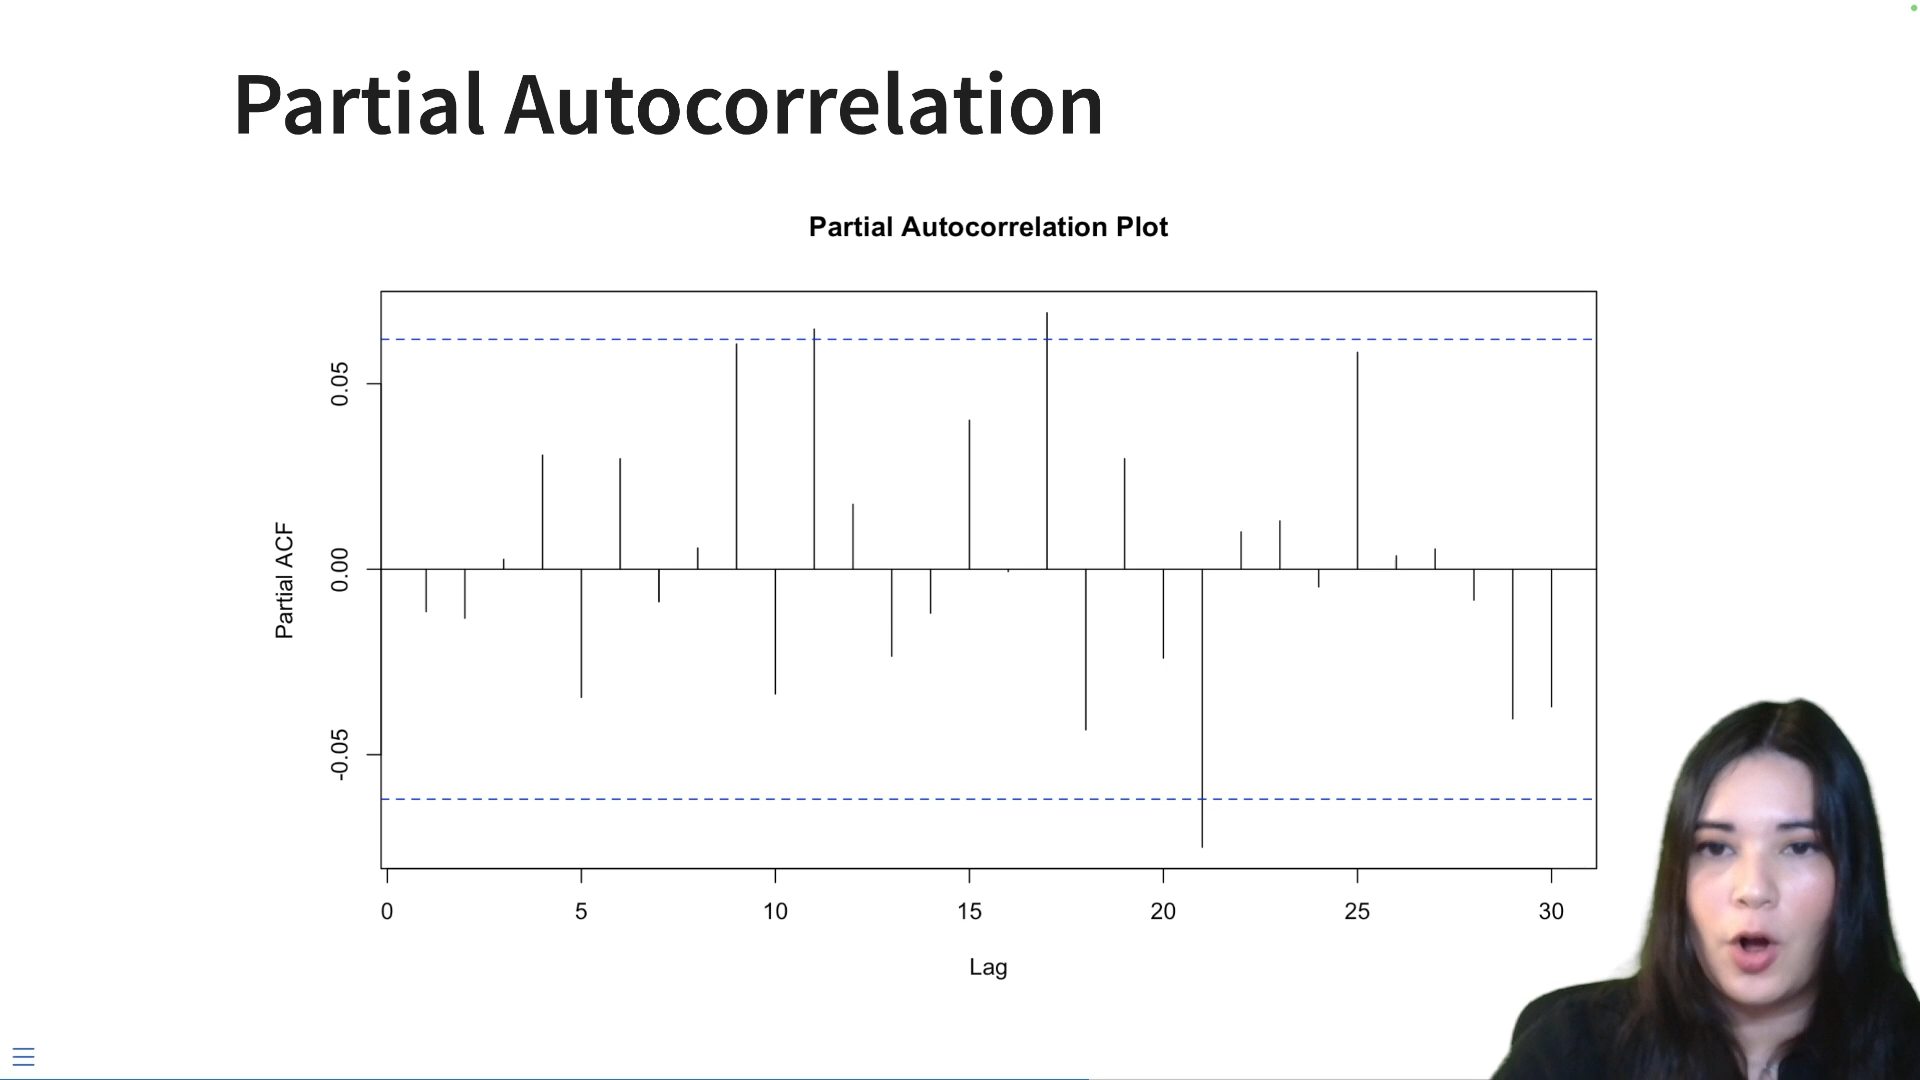 Partial Autocorrelation
Partial Autocorrelation Plot
Partial ACF
0.05
0.00
-0.05
0 5 10 15 20 25 30
Lag